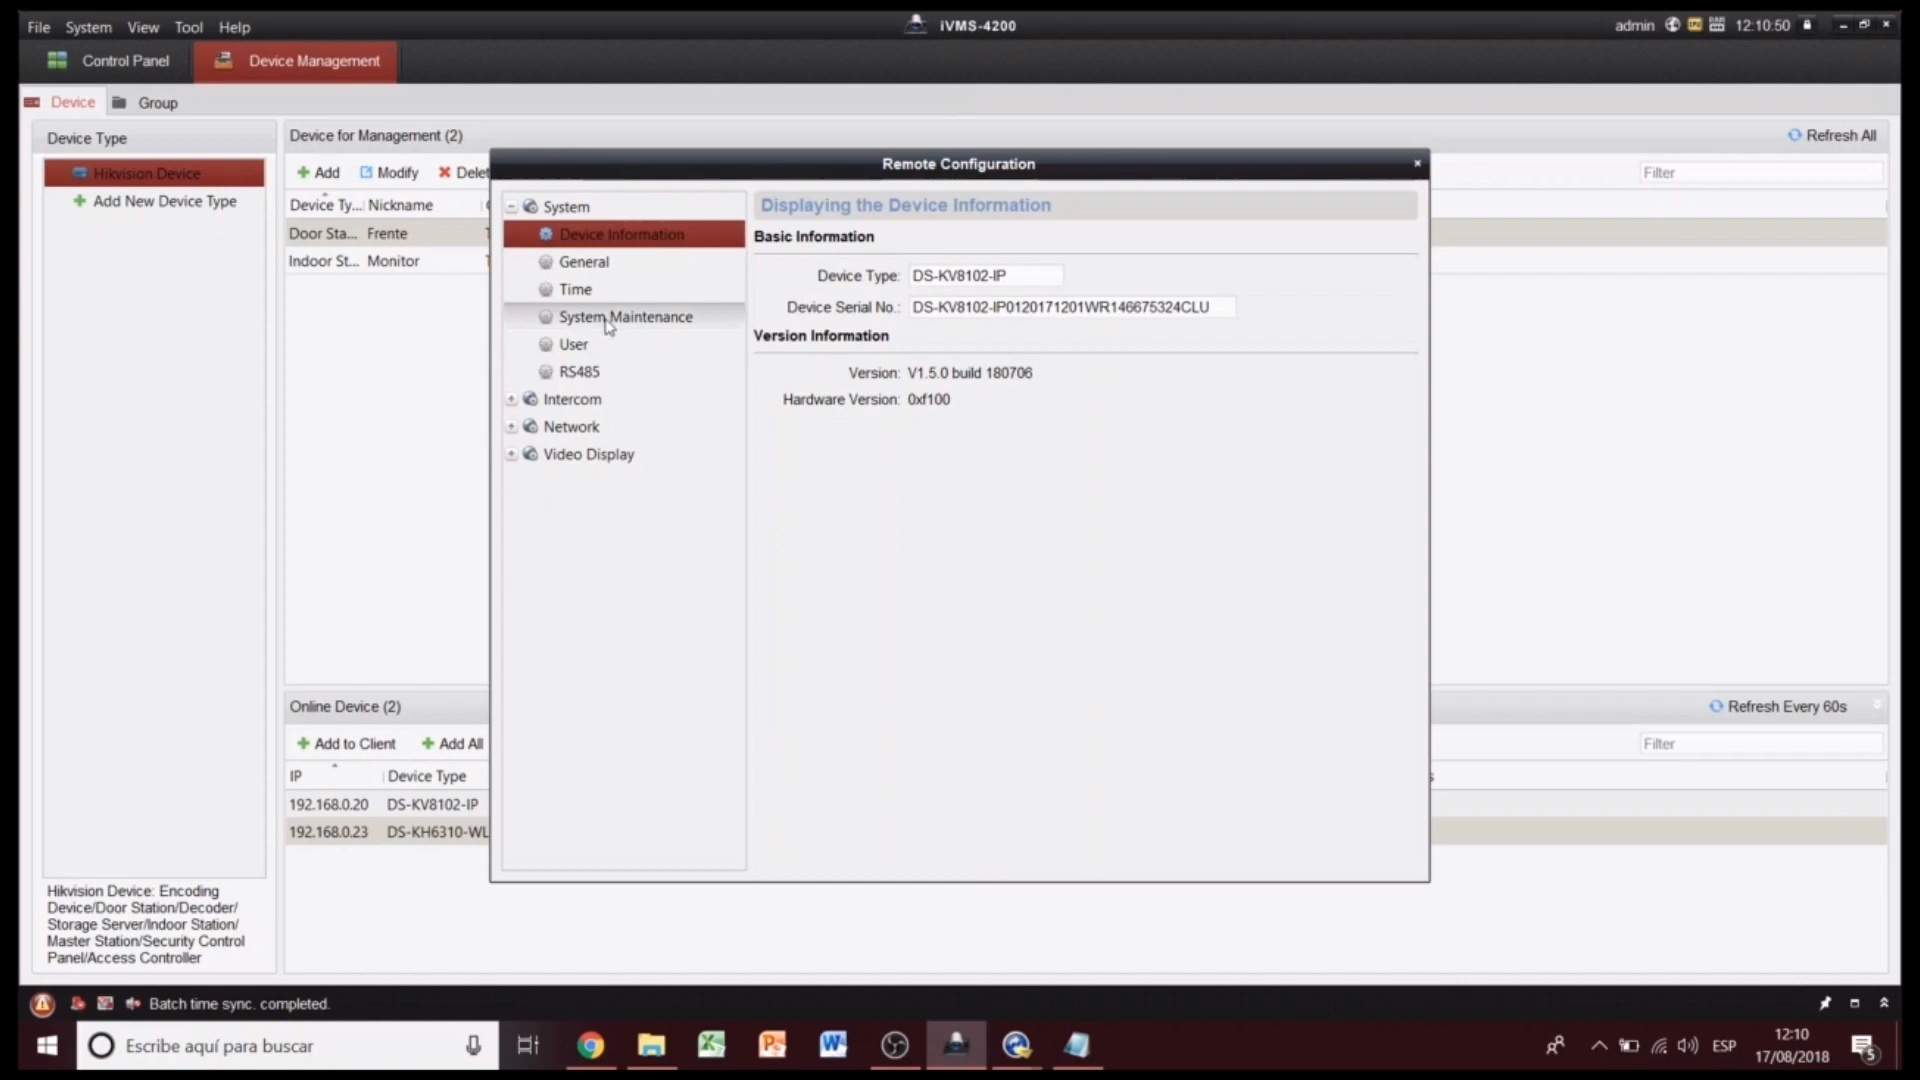 File System View Tool Help
iVMS-4200
admin 12:10:50
Control Panel
Device Management
Device
Group
Device Type
Hikvision Device
Add New Device Type
Hikvision Device: Encoding
Device/Door Station/Decoder/
Storage Server/Indoor Station/
Master Station/Security Control
Panel/Access Controller
Device for Management (2)
Refresh All
Add Modify Delet
Filter
Device Ty... Nickname
Door Sta... Frente
Indoor St... Monitor
Remote Configuration
System
Device Information
General
Time
System Maintenance
User
RS485
Intercom
Network
Video Display
Displaying the Device Information
Basic Information
Device Type: DS-KV8102-IP
Device Serial No.: DS-KV8102-IP0120171201WR146675324CLU
Version Information
Version: V1.5.0 build 180706
Hardware Version: 0xf100
Online Device (2)
Refresh Every 60s
Add to Client Add All
Filter
IP Device Type
192.168.0.20 DS-KV8102-IP
192.168.0.23 DS-KH6310-WL
Batch time sync. completed.
Escribe aquí para buscar
ESP
12:10
17/08/2018
5